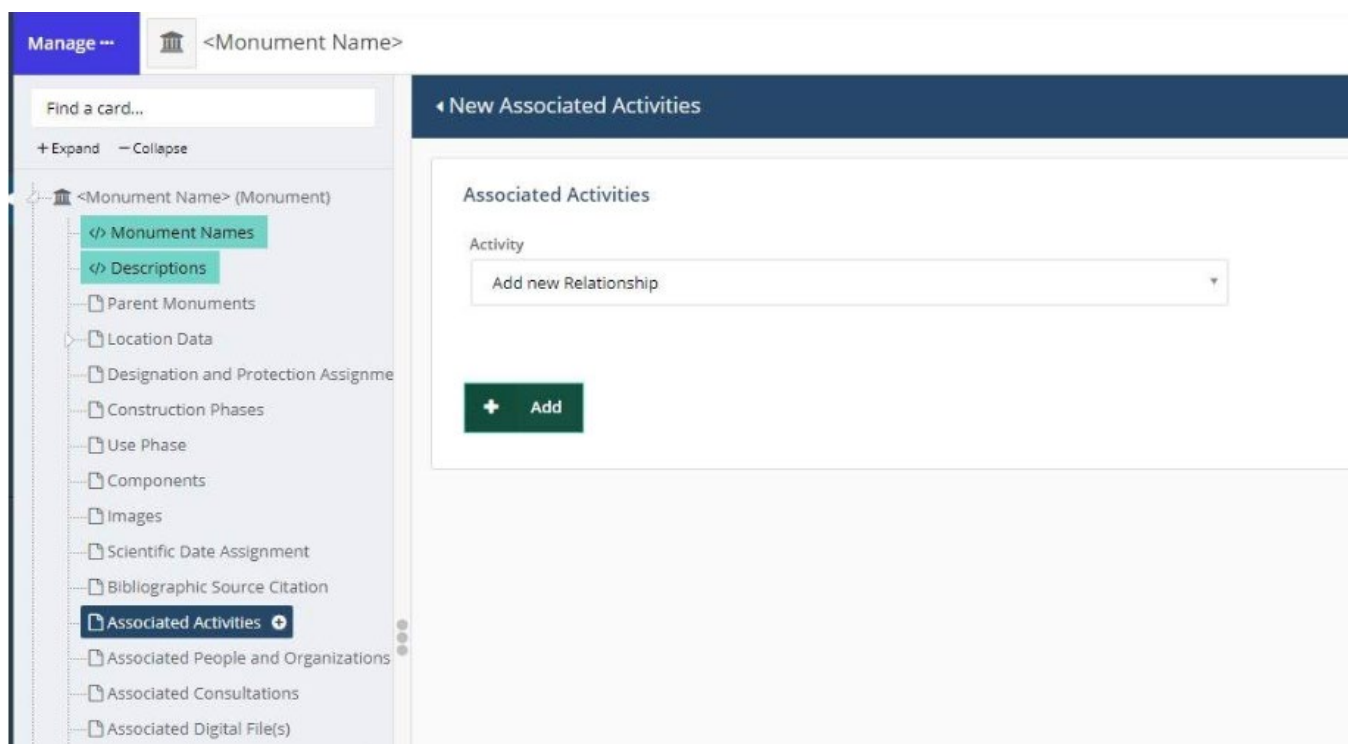 Manage ···
<Monument Name>
Find a card...
+ Expand − Collapse
<Monument Name> (Monument)
</> Monument Names
</> Descriptions
Parent Monuments
Location Data
Designation and Protection Assignme
Construction Phases
Use Phase
Components
Images
Scientific Date Assignment
Bibliographic Source Citation
Associated Activities
Associated People and Organizations
Associated Consultations
Associated Digital File(s)
New Associated Activities
Associated Activities
Activity
Add new Relationship
+ Add